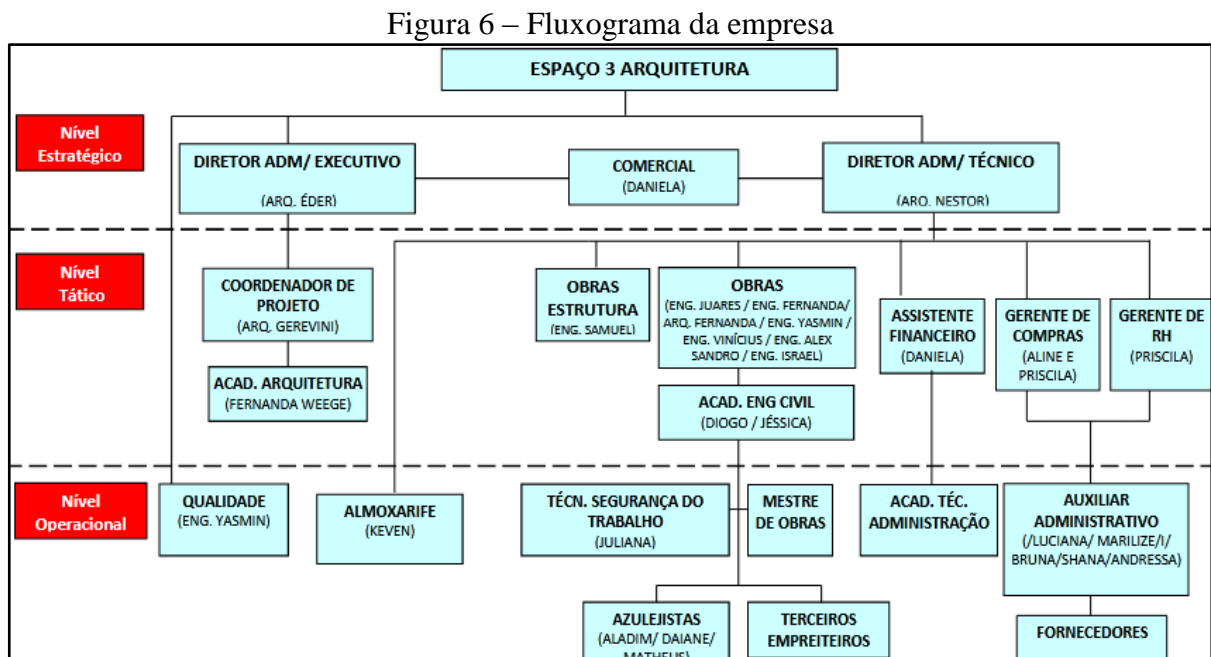 Figura 6 – Fluxograma da empresa
ESPAÇO 3 ARQUITETURA
Nível
Estratégico
DIRETOR ADM/ EXECUTIVO
(ARQ. ÉDER)
COMERCIAL
(DANIELA)
DIRETOR ADM/ TÉCNICO
(ARQ. NESTOR)
Nível
Tático
COORDENADOR DE
PROJETO
(ARQ. GEREVINI)
ACAD. ARQUITETURA
(FERNANDA WEEGE)
OBRAS
ESTRUTURA
(ENG. SAMUEL)
OBRAS
(ENG. JUARES / ENG. FERNANDA/
ARQ. FERNANDA / ENG. YASMIN /
ENG. VINÍCIUS / ENG. ALEX
SANDRO / ENG. ISRAEL)
ACAD. ENG CIVIL
(DIOGO / JÉSSICA)
ASSISTENTE
FINANCEIRO
(DANIELA)
GERENTE DE
COMPRAS
(ALINE E
PRISCILA)
GERENTE DE
RH
(PRISCILA)
Nível
Operacional
QUALIDADE
(ENG. YASMIN)
ALMOXARIFE
(KEVEN)
TÉCN. SEGURANÇA DO
TRABALHO
(JULIANA)
MESTRE
DE OBRAS
ACAD. TÉC.
ADMINISTRAÇÃO
AUXILIAR
ADMINISTRATIVO
(/LUCIANA/ MARILIZE/I/
BRUNA/SHANA/ANDRESSA)
AZULEJISTAS
(ALADIM/ DAIANE/
MATHEUS)
TERCEIROS
EMPREITEIROS
FORNECEDORES